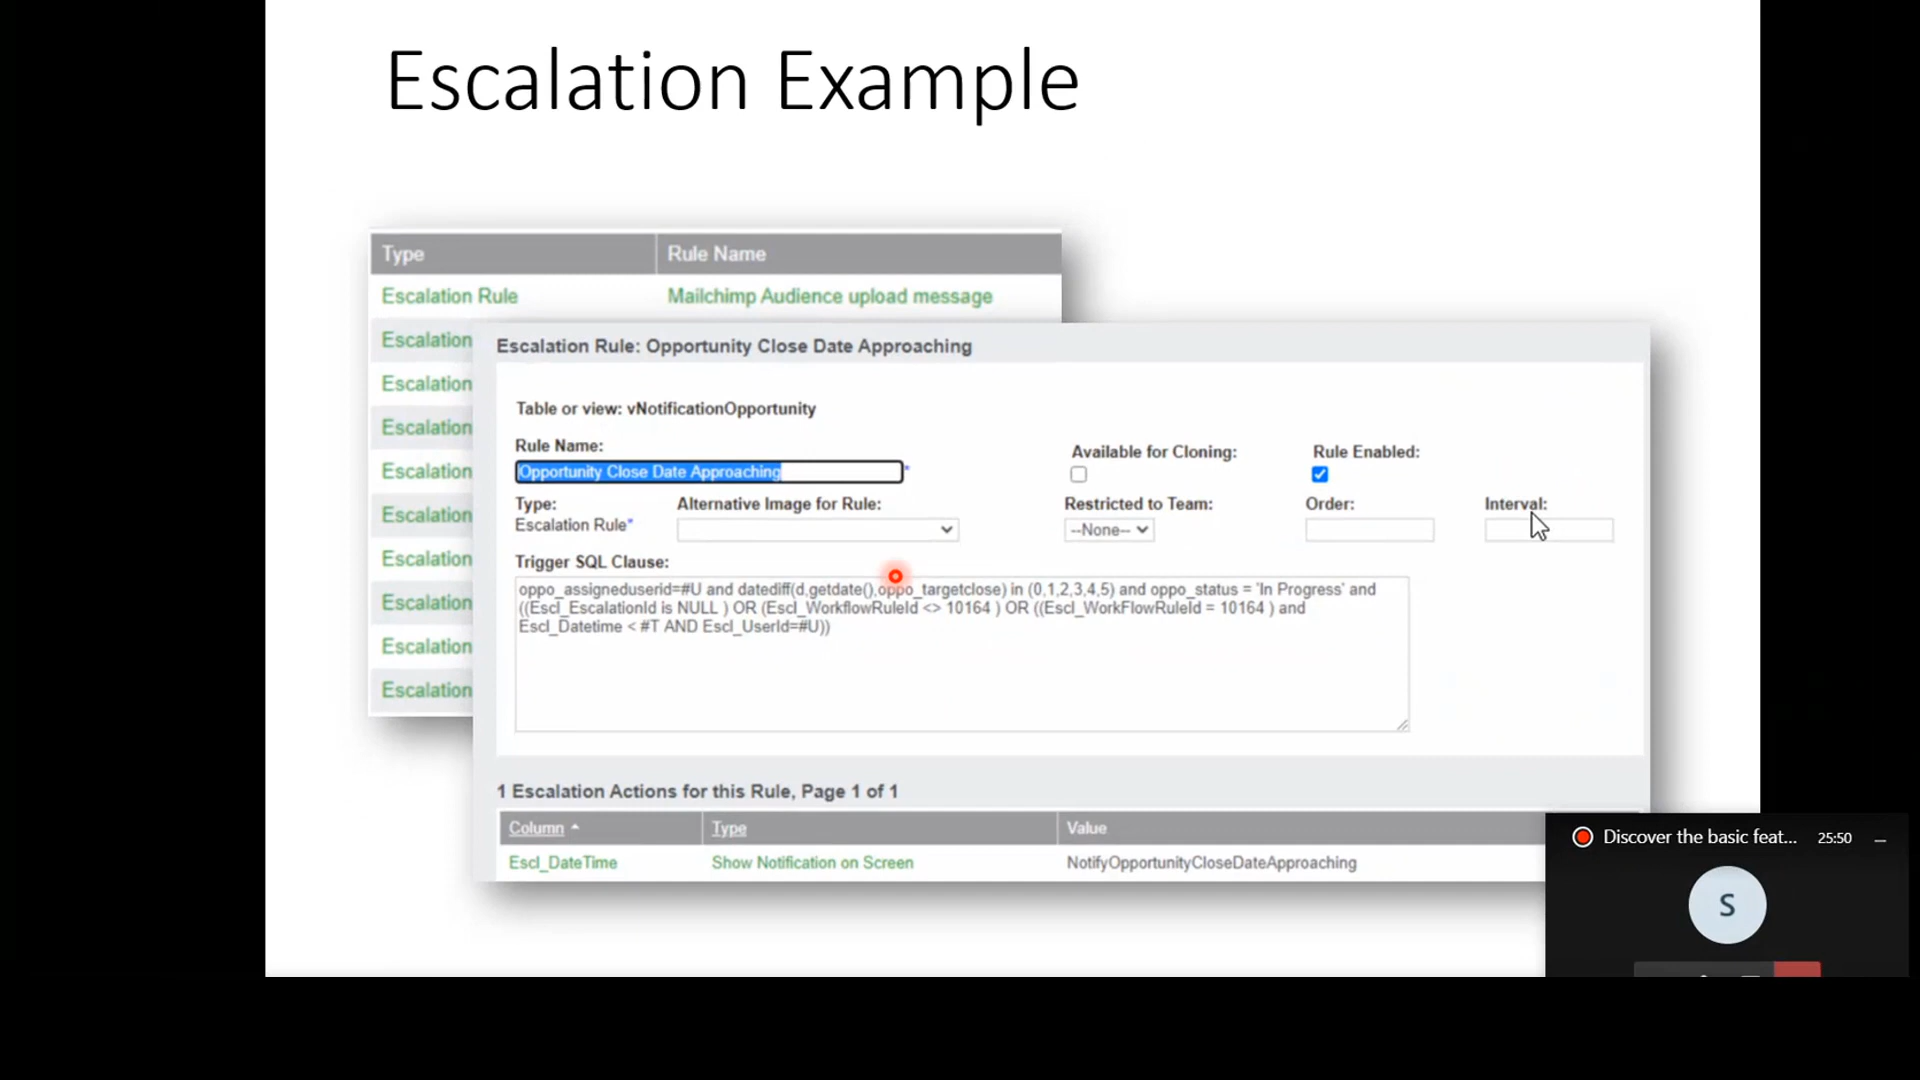 Escalation Example
Type Rule Name
Escalation Rule Mailchimp Audience upload message
Escalation
Escalation
Escalation
Escalation
Escalation
Escalation
Escalation
Escalation
Escalation
Escalation Rule: Opportunity Close Date Approaching
Table or view: vNotificationOpportunity
Rule Name: Available for Cloning: Rule Enabled:
Opportunity Close Date Approaching *
Type: Alternative Image for Rule: Restricted to Team: Order: Interval:
Escalation Rule* --None--
Trigger SQL Clause:
oppo_assigneduserid=#U and datediff(d,getdate(),oppo_targetclose) in (0,1,2,3,4,5) and oppo_status = 'In Progress' and
((Escl_EscalationId is NULL ) OR (Escl_WorkflowRuleId <> 10164 ) OR ((Escl_WorkFlowRuleId = 10164 ) and
Escl_Datetime < #T AND Escl_UserId=#U))
1 Escalation Actions for this Rule, Page 1 of 1
Column Type Value
Escl_DateTime Show Notification on Screen NotifyOpportunityCloseDateApproaching
Discover the basic feat... 25:50
S